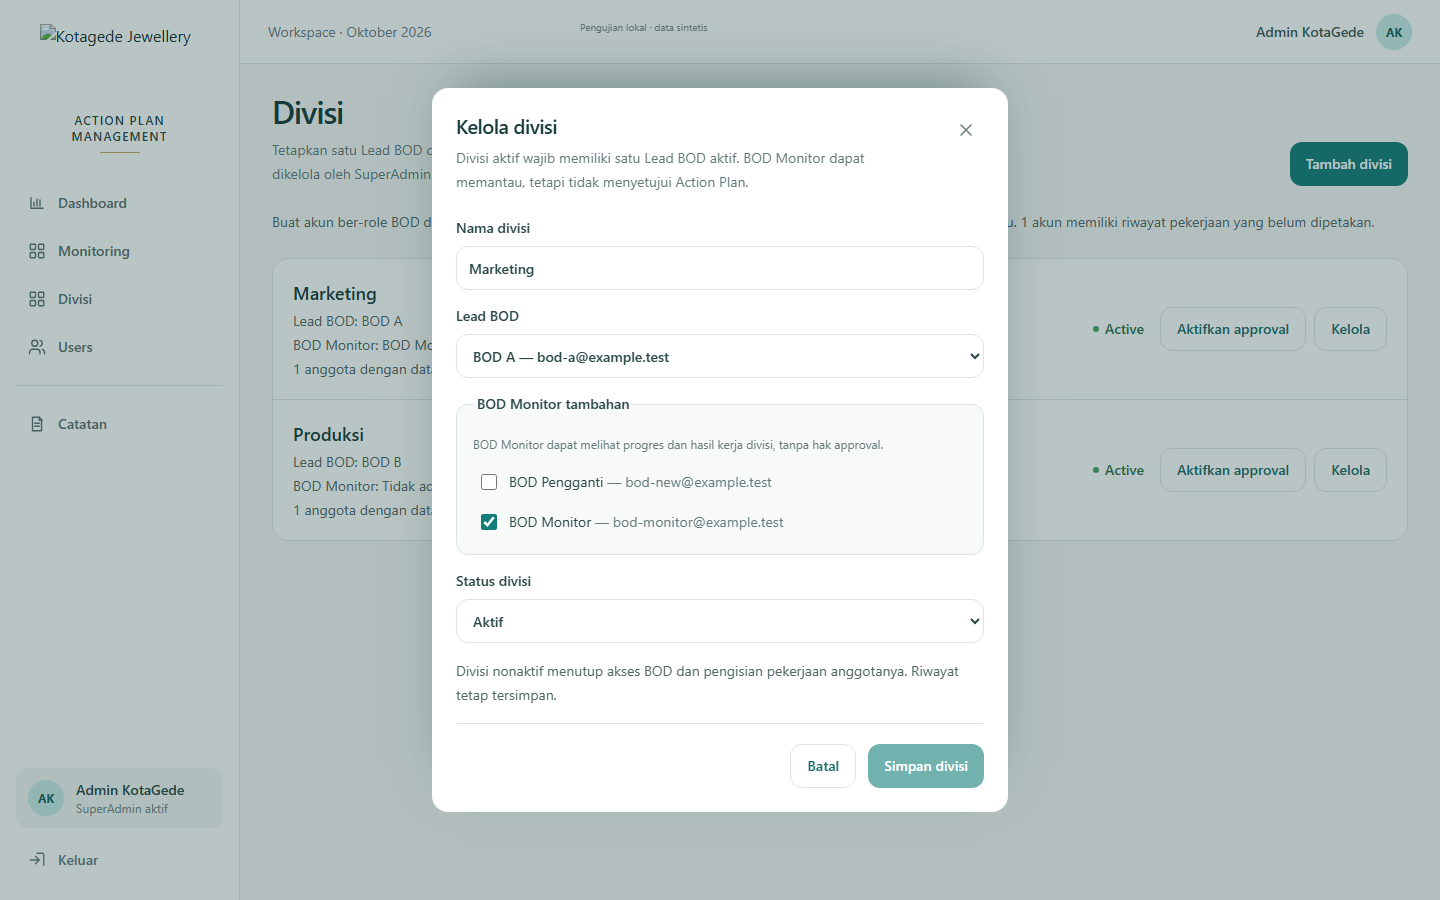 Kotagede Jewellery
Workspace · Oktober 2026
Pengujian lokal · data sintetis
Admin KotaGede
AK
ACTION PLAN
MANAGEMENT
Dashboard
Monitoring
Divisi
Users
Catatan
AK
Admin KotaGede
SuperAdmin aktif
Keluar
Divisi
Tetapkan satu Lead BOD
dikelola oleh SuperAdmin.
Tambah divisi
Buat akun ber-role BOD
1 akun memiliki riwayat pekerjaan yang belum dipetakan.
Marketing
Lead BOD: BOD A
BOD Monitor: BOD
1 anggota dengan
Active
Aktifkan approval
Kelola
Produksi
Lead BOD: BOD B
BOD Monitor: Tidak
1 anggota dengan
Active
Aktifkan approval
Kelola
Kelola divisi
Divisi aktif wajib memiliki satu Lead BOD aktif. BOD Monitor dapat
memantau, tetapi tidak menyetujui Action Plan.
Nama divisi
Marketing
Lead BOD
BOD A — bod-a@example.test
BOD Monitor tambahan
BOD Monitor dapat melihat progres dan hasil kerja divisi, tanpa hak approval.
BOD Pengganti — bod-new@example.test
BOD Monitor — bod-monitor@example.test
Status divisi
Aktif
Divisi nonaktif menutup akses BOD dan pengisian pekerjaan anggotanya. Riwayat
tetap tersimpan.
Batal
Simpan divisi